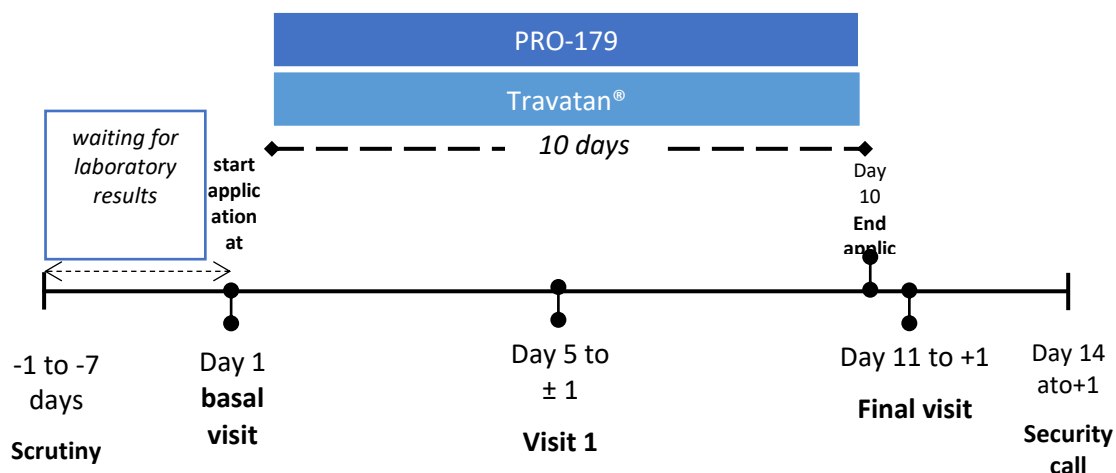 PRO-179
Travatan®
waiting for
laboratory
results
start
applic
ation
at
10 days
Day
10
End
applic
-1 to -7
days
Scrutiny
Day 1
basal
visit
Day 5 to
± 1
Visit 1
Day 11 to +1
Final visit
Day 14
ato+1
Security
call